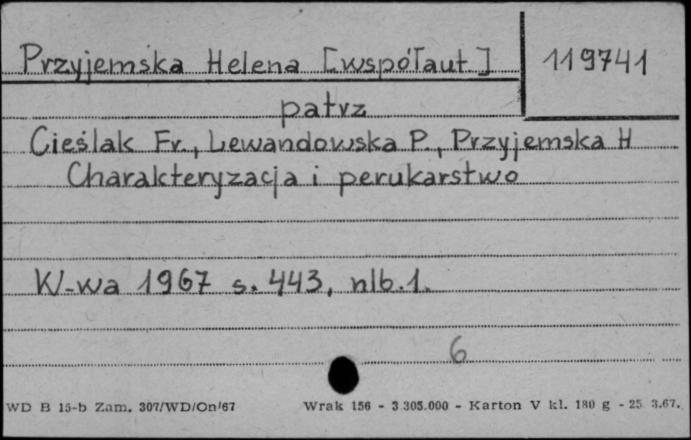 Przyjemska Helena [współaut.] 119741
patrz
Cieślak Fr., Lewandowska P., Przyjemska H
Charakteryzacja i perukarstwo
W-wa 1967 s. 443, nlb. 1.
6
WD B 15-b Zam. 307/WD/On/67 Wrak 156 - 3.305.000 - Karton V kl. 180 g - 25.3.67.